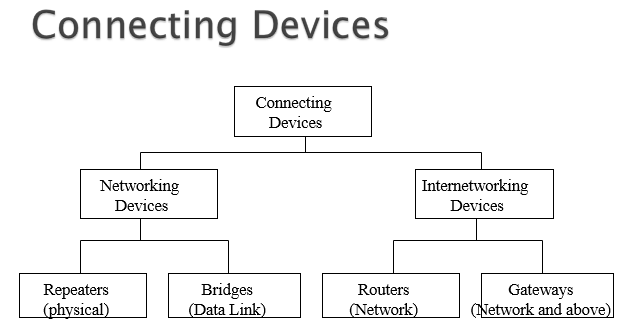 Connecting Devices
Connecting
Devices
Networking
Devices
Internetworking
Devices
Repeaters
(physical)
Bridges
(Data Link)
Routers
(Network)
Gateways
(Network and above)